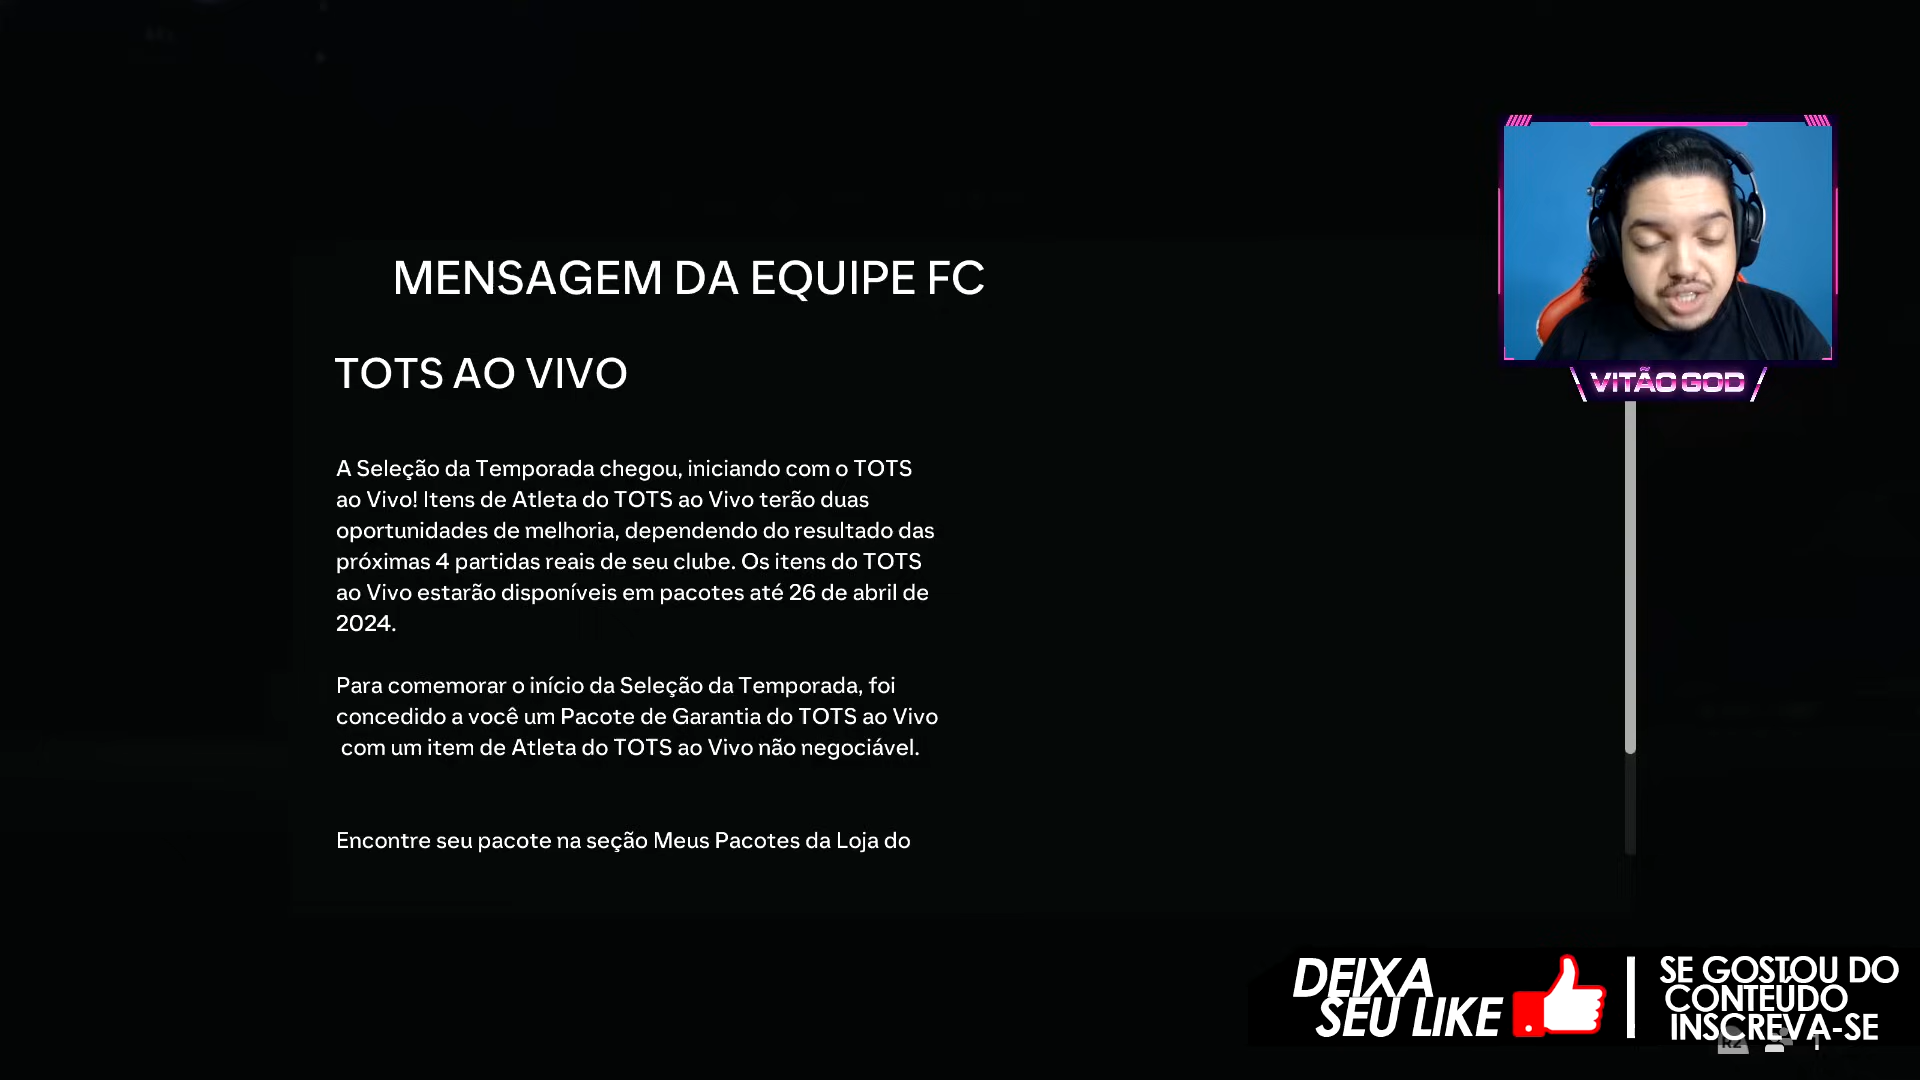 MENSAGEM DA EQUIPE FC
TOTS AO VIVO
A Seleção da Temporada chegou, iniciando com o TOTS
ao Vivo! Itens de Atleta do TOTS ao Vivo terão duas
oportunidades de melhoria, dependendo do resultado das
próximas 4 partidas reais de seu clube. Os itens do TOTS
ao Vivo estarão disponíveis em pacotes até 26 de abril de
2024.
Para comemorar o início da Seleção da Temporada, foi
concedido a você um Pacote de Garantia do TOTS ao Vivo
com um item de Atleta do TOTS ao Vivo não negociável.
Encontre seu pacote na seção Meus Pacotes da Loja do
VITÃO GOD
DEIXA
SEU LIKE
SE GOSTOU DO
CONTEÚDO
INSCREVA-SE
R2
1